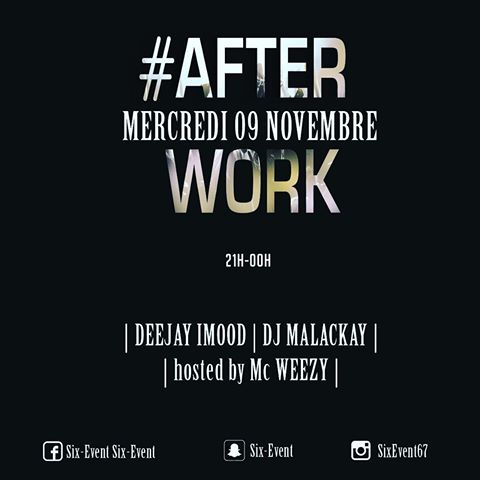 #AFTER
MERCREDI 09 NOVEMBRE
WORK
21H-00H
| DEEJAY IMOOD | DJ MALACKAY |
| hosted by Mc WEEZY |
Six-Event Six-Event Six-Event SixEvent67